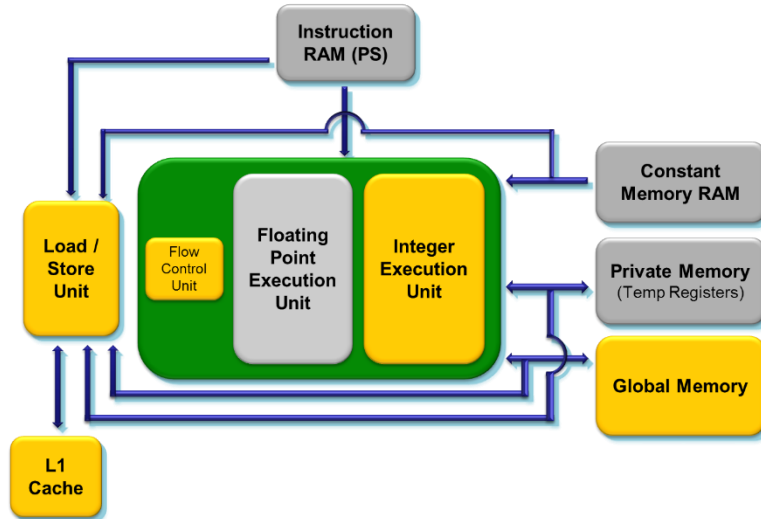 Instruction
RAM (PS)
Constant
Memory RAM
Load /
Store
Unit
Flow
Control
Unit
Floating
Point
Execution
Unit
Integer
Execution
Unit
Private Memory
(Temp Registers)
Global Memory
L1
Cache